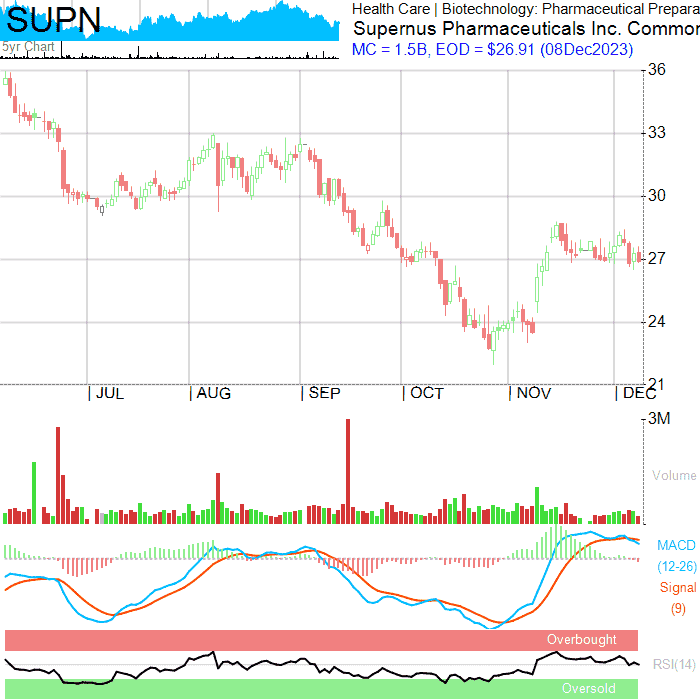 SUPN
5yr Chart
Health Care | Biotechnology: Pharmaceutical Prepara
Supernus Pharmaceuticals Inc. Common
MC = 1.5B, EOD = $26.91 (08Dec2023)
36
33
30
27
24
21
| JUL | AUG | SEP | OCT | NOV | DEC
3M
Volume
MACD
(12-26)
Signal
(9)
Overbought
RSI(14)
Oversold